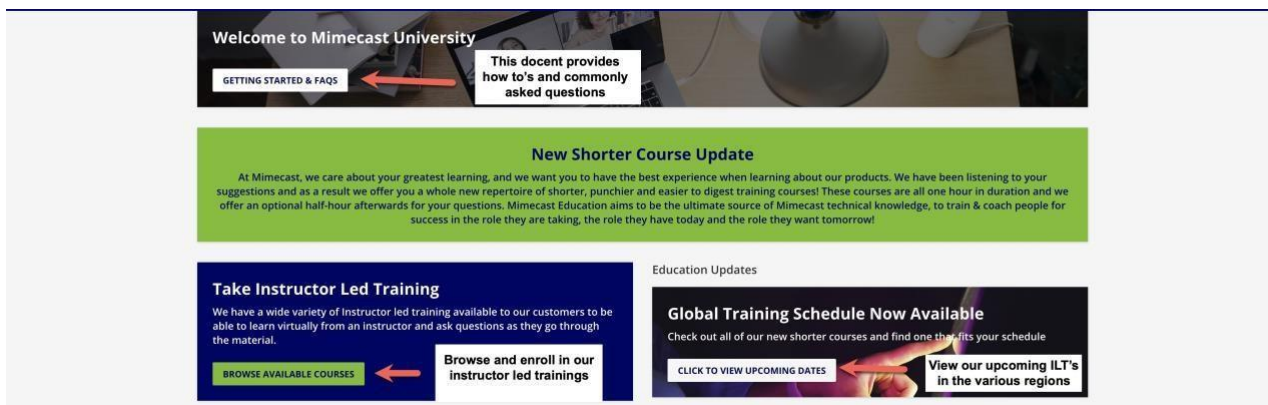 Welcome to Mimecast University
GETTING STARTED & FAQS
This docent provides
how to's and commonly
asked questions
New Shorter Course Update
At Mimecast, we care about your greatest learning, and we want you to have the best experience when learning about our products. We have been listening to your
suggestions and as a result we offer you a whole new repertoire of shorter, punchier and easier to digest training courses! These courses are all one hour in duration and we
offer an optional half-hour afterwards for your questions. Mimecast Education aims to be the ultimate source of Mimecast technical knowledge, to train & coach people for
success in the role they are taking, the role they have today and the role they want tomorrow!
Take Instructor Led Training
We have a wide variety of Instructor led training available to our customers to be
able to learn virtually from an instructor and ask questions as they go through
the material.
BROWSE AVAILABLE COURSES
Browse and enroll in our
instructor led trainings
Education Updates
Global Training Schedule Now Available
Check out all of our new shorter courses and find one that fits your schedule
CLICK TO VIEW UPCOMING DATES
View our upcoming ILT's
in the various regions